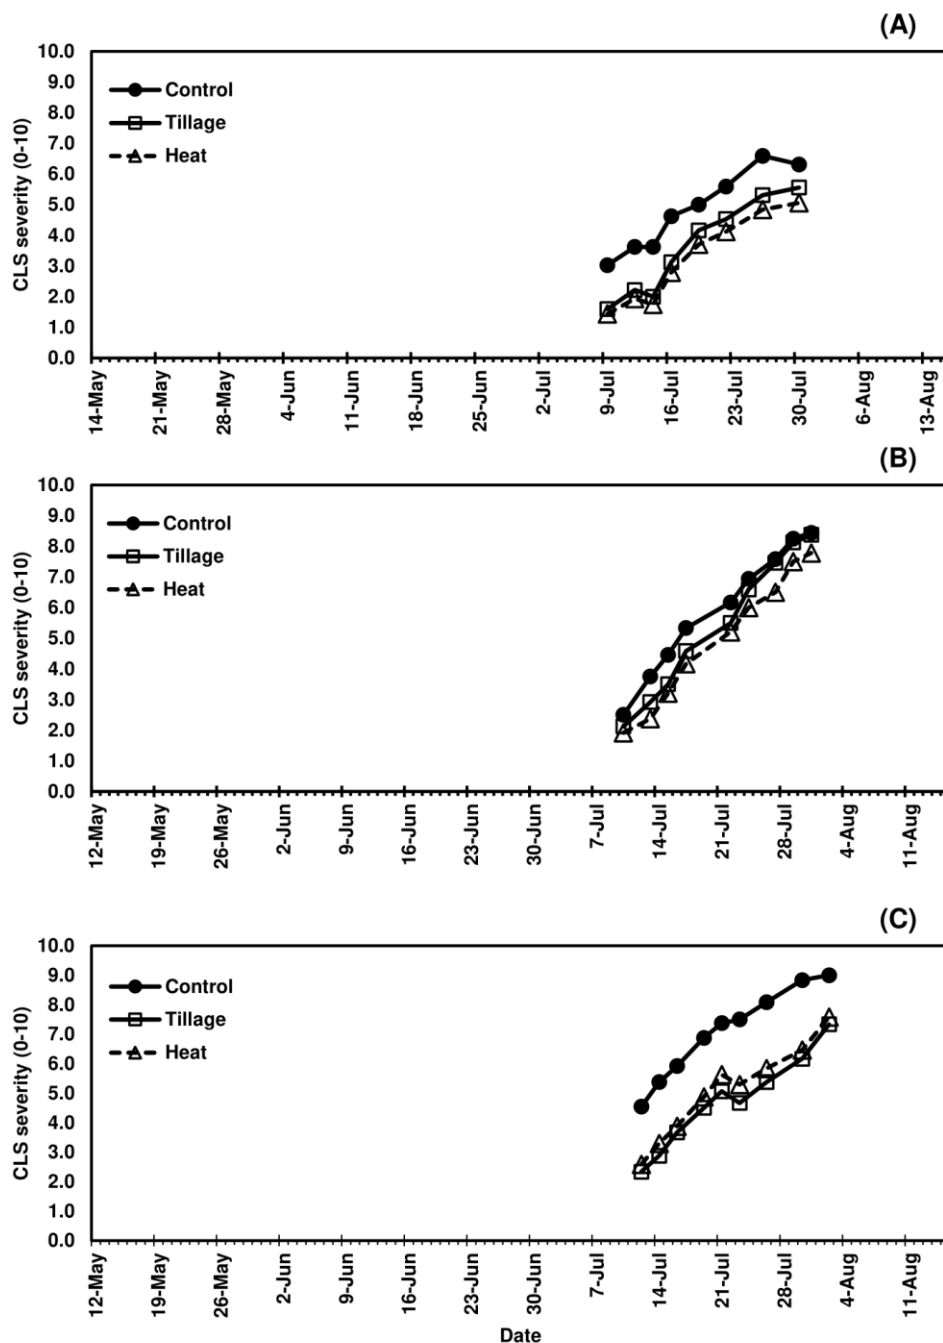 (A)
10.0
9.0
8.0
7.0
6.0
5.0
4.0
3.0
2.0
1.0
0.0
CLS severity (0-10)
Control
Tillage
Heat
14-May
21-May
28-May
4-Jun
11-Jun
18-Jun
25-Jun
2-Jul
9-Jul
16-Jul
23-Jul
30-Jul
6-Aug
13-Aug
(B)
10.0
9.0
8.0
7.0
6.0
5.0
4.0
3.0
2.0
1.0
0.0
CLS severity (0-10)
Control
Tillage
Heat
12-May
19-May
26-May
2-Jun
9-Jun
16-Jun
23-Jun
30-Jun
7-Jul
14-Jul
21-Jul
28-Jul
4-Aug
11-Aug
(C)
10.0
9.0
8.0
7.0
6.0
5.0
4.0
3.0
2.0
1.0
0.0
CLS severity (0-10)
Control
Tillage
Heat
12-May
19-May
26-May
2-Jun
9-Jun
16-Jun
23-Jun
30-Jun
7-Jul
14-Jul
21-Jul
28-Jul
4-Aug
11-Aug
Date